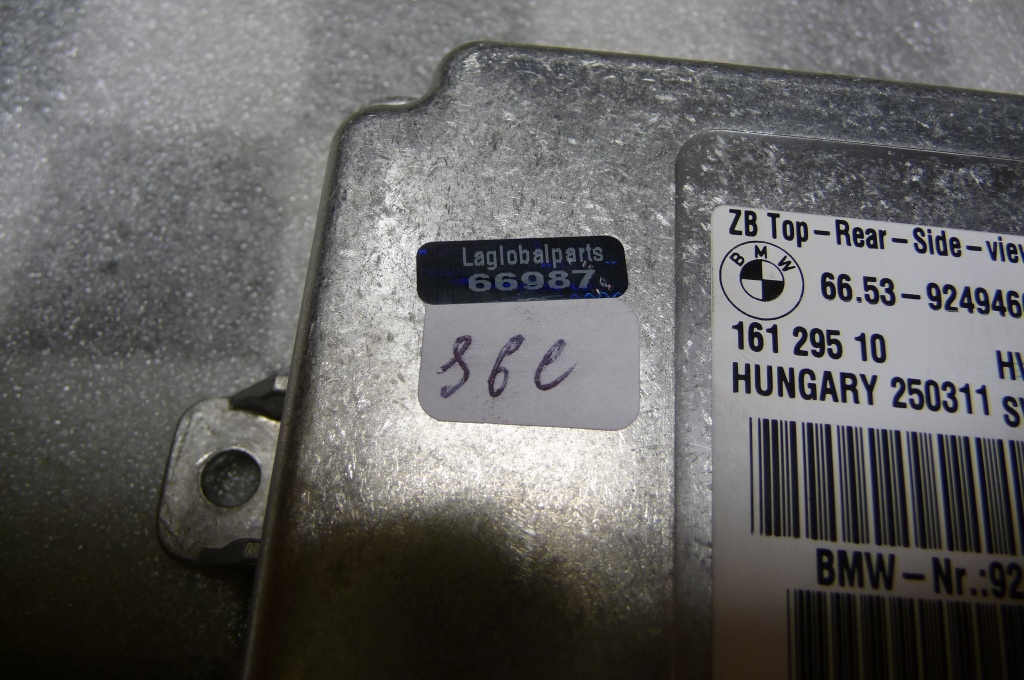 Laglobalparts
66987
36C
ZB Top-Rear-Side-view
BMW
66.53-924946
161 295 10
HUNGARY 250311
BMW-Nr.:92